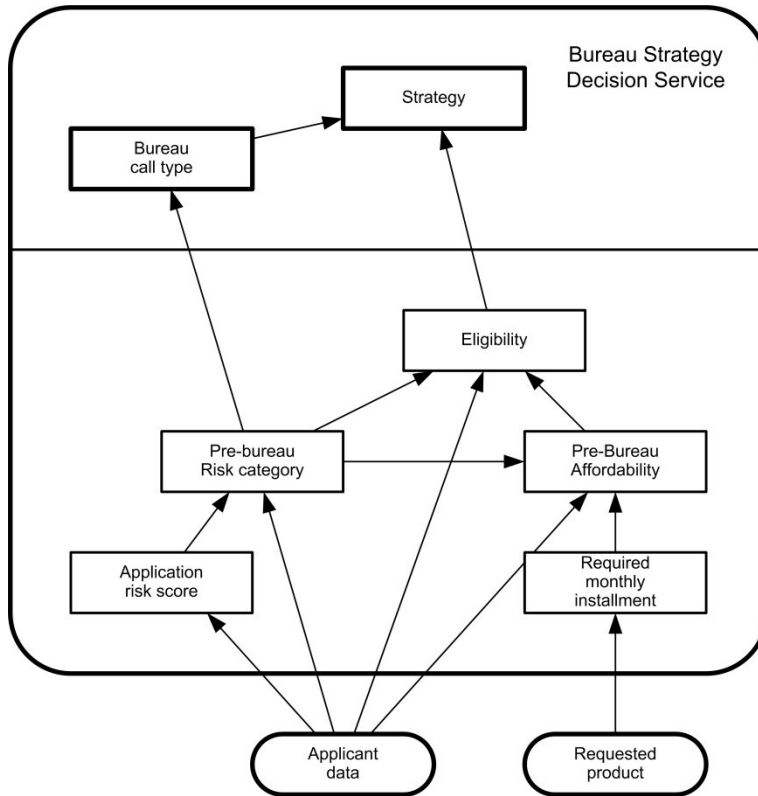 Bureau Strategy
Decision Service
Strategy
Bureau
call type
Eligibility
Pre-bureau
Risk category
Pre-Bureau
Affordability
Application
risk score
Required
monthly
installment
Applicant
data
Requested
product